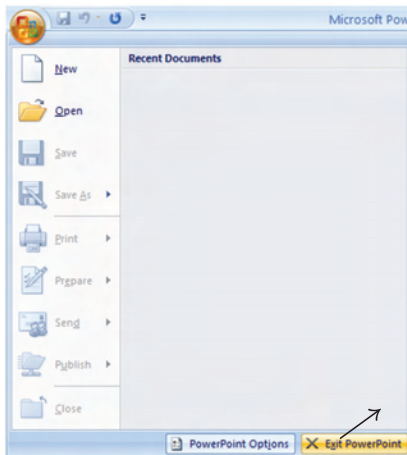 Microsoft Pow
Recent Documents
New
Open
Save
Save As
Print
Prepare
Send
Publish
Close
PowerPoint Options
Exit PowerPoint